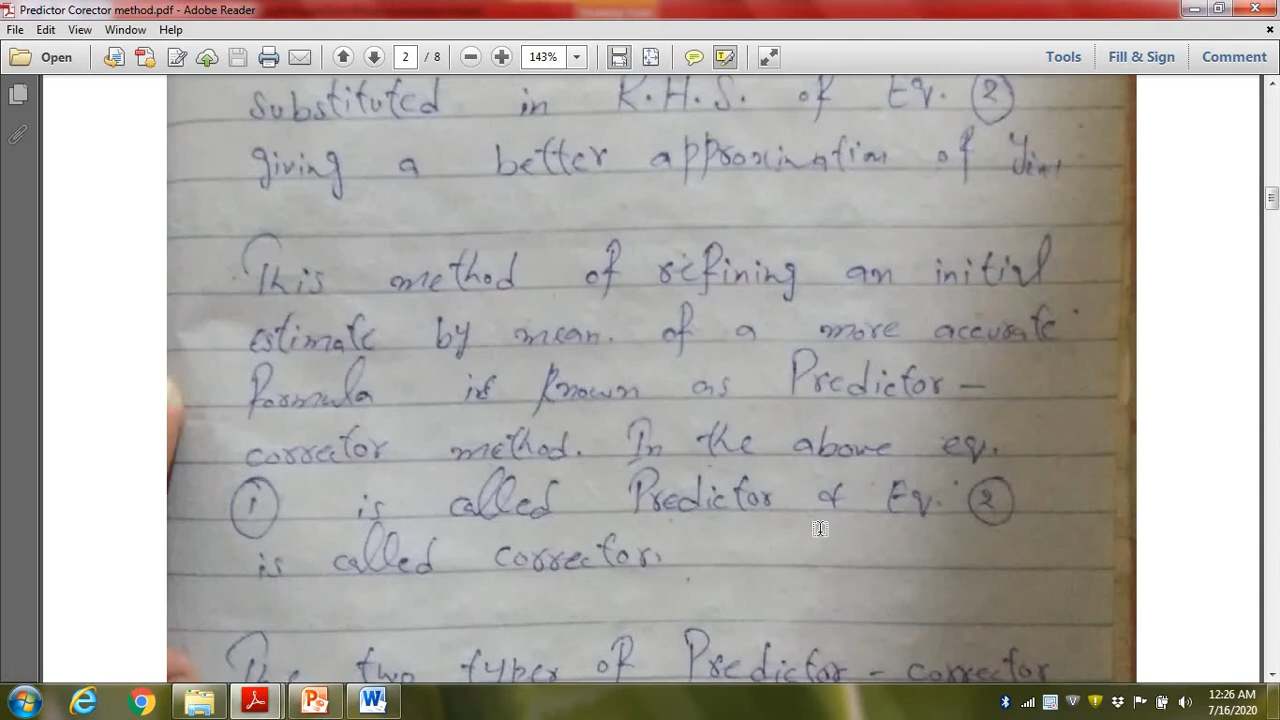 Predictor Corector method.pdf - Adobe Reader
File Edit View Window Help
Open 2 / 8 143% Tools Fill & Sign Comment
substituted in R.H.S. of Eq. ②
giving a better approximation of yi+1
This method of refining an initial
estimate by mean. of a more accurate
formula is known as Predictor-
corrector method. In the above eq.
① is called Predictor & Eq. ②
is called corrector.
The two types of Predictor-corrector
12:26 AM
7/16/2020